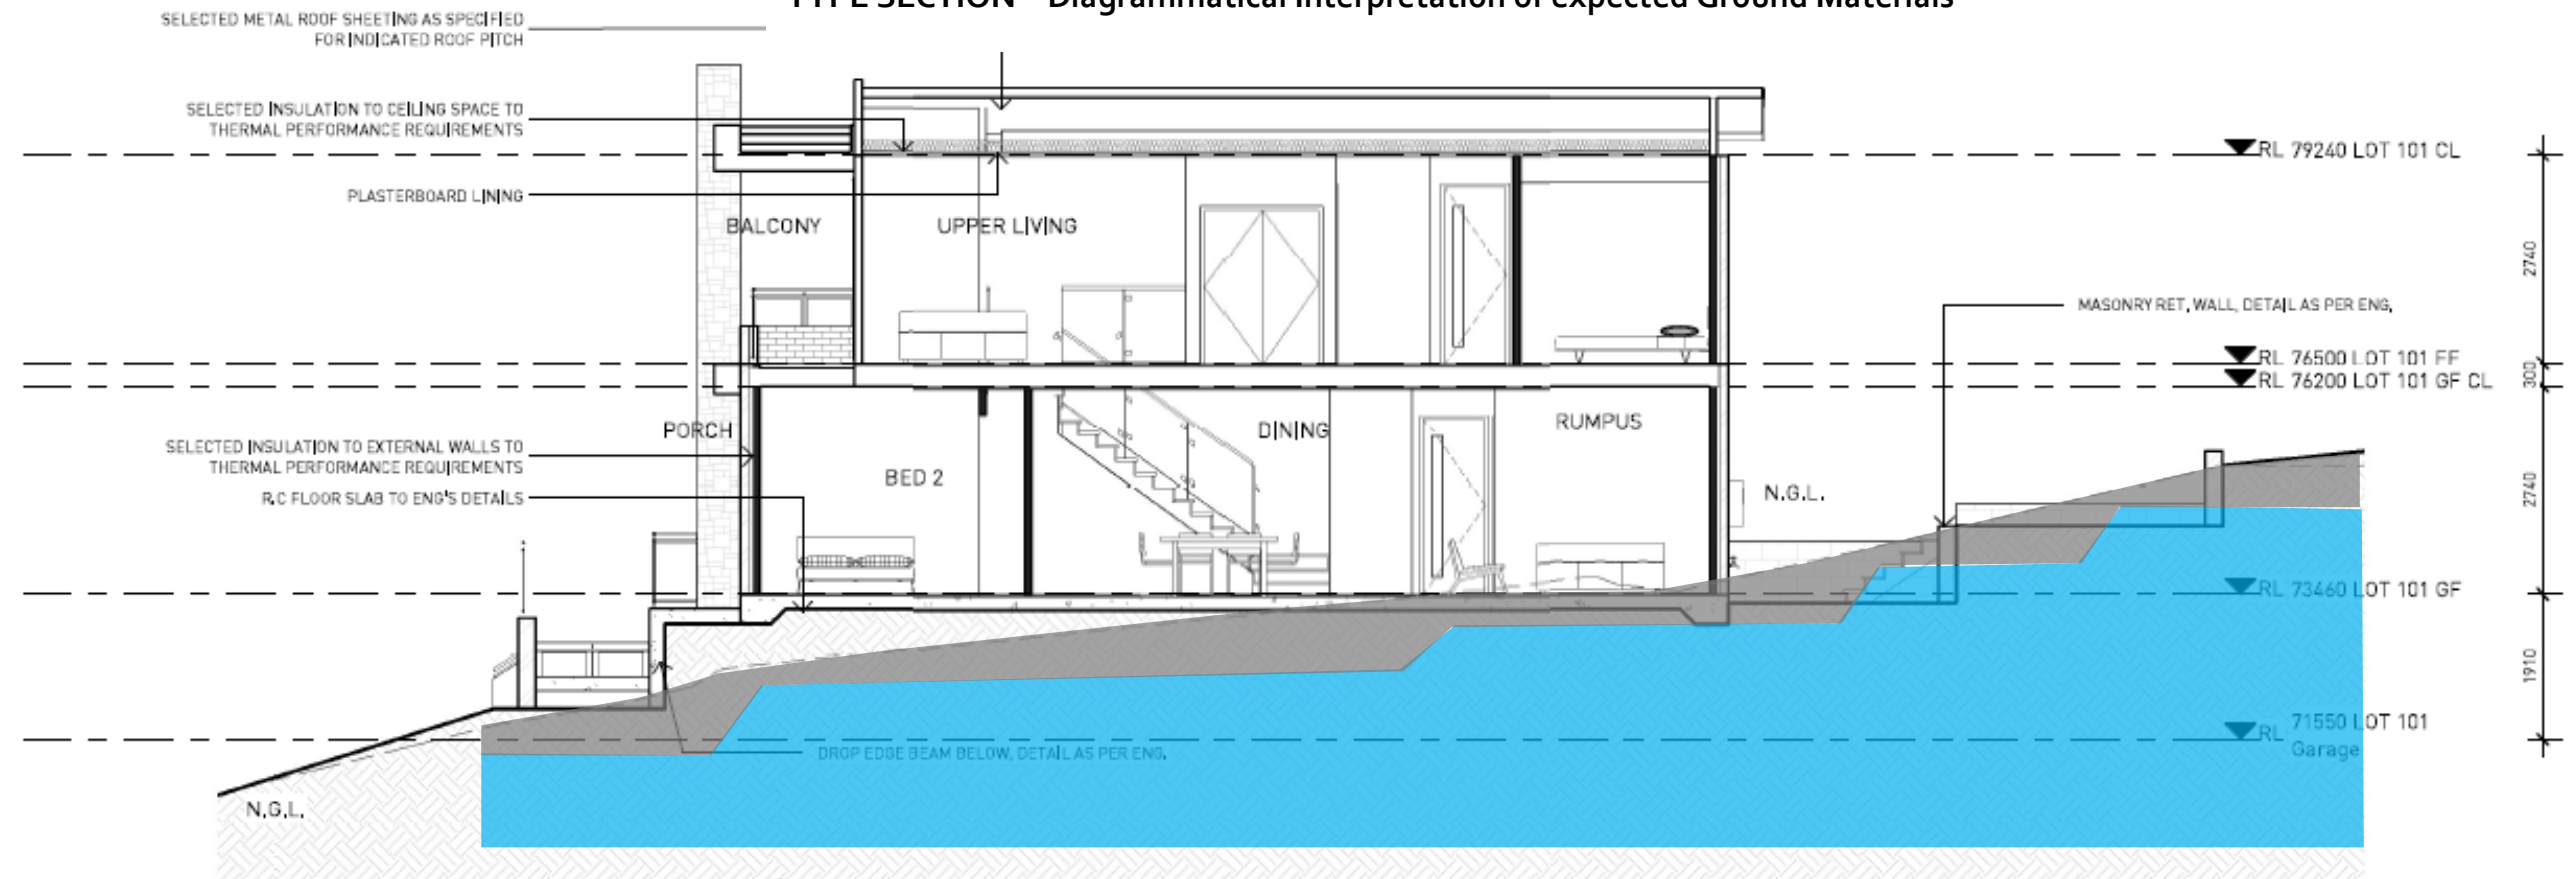 TYPE SECTION – Diagrammatical Interpretation of expected Ground Materials
SELECTED METAL ROOF SHEETING AS SPECIFIED
FOR INDICATED ROOF PITCH
SELECTED INSULATION TO CEILING SPACE TO
THERMAL PERFORMANCE REQUIREMENTS
RL 79240 LOT 101 CL
PLASTERBOARD LINING
BALCONY
UPPER LIVING
2740
MASONRY RET. WALL, DETAIL AS PER ENG.
RL 76500 LOT 101 FF
300
RL 76200 LOT 101 GF CL
PORCH
DINING
RUMPUS
SELECTED INSULATION TO EXTERNAL WALLS TO
THERMAL PERFORMANCE REQUIREMENTS
BED 2
R.C FLOOR SLAB TO ENG'S DETAILS
N.G.L.
2740
RL 73460 LOT 101 GF
1910
RL 71550 LOT 101
Garage
DROP EDGE BEAM BELOW, DETAIL AS PER ENG.
N.G.L.